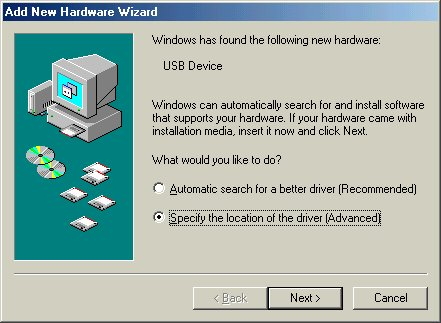 Add New Hardware Wizard
Windows has found the following new hardware:
USB Device
Windows can automatically search for and install software
that supports your hardware. If your hardware came with
installation media, insert it now and click Next.
What would you like to do?
Automatic search for a better driver (Recommended)
Specify the location of the driver (Advanced)
< Back Next > Cancel